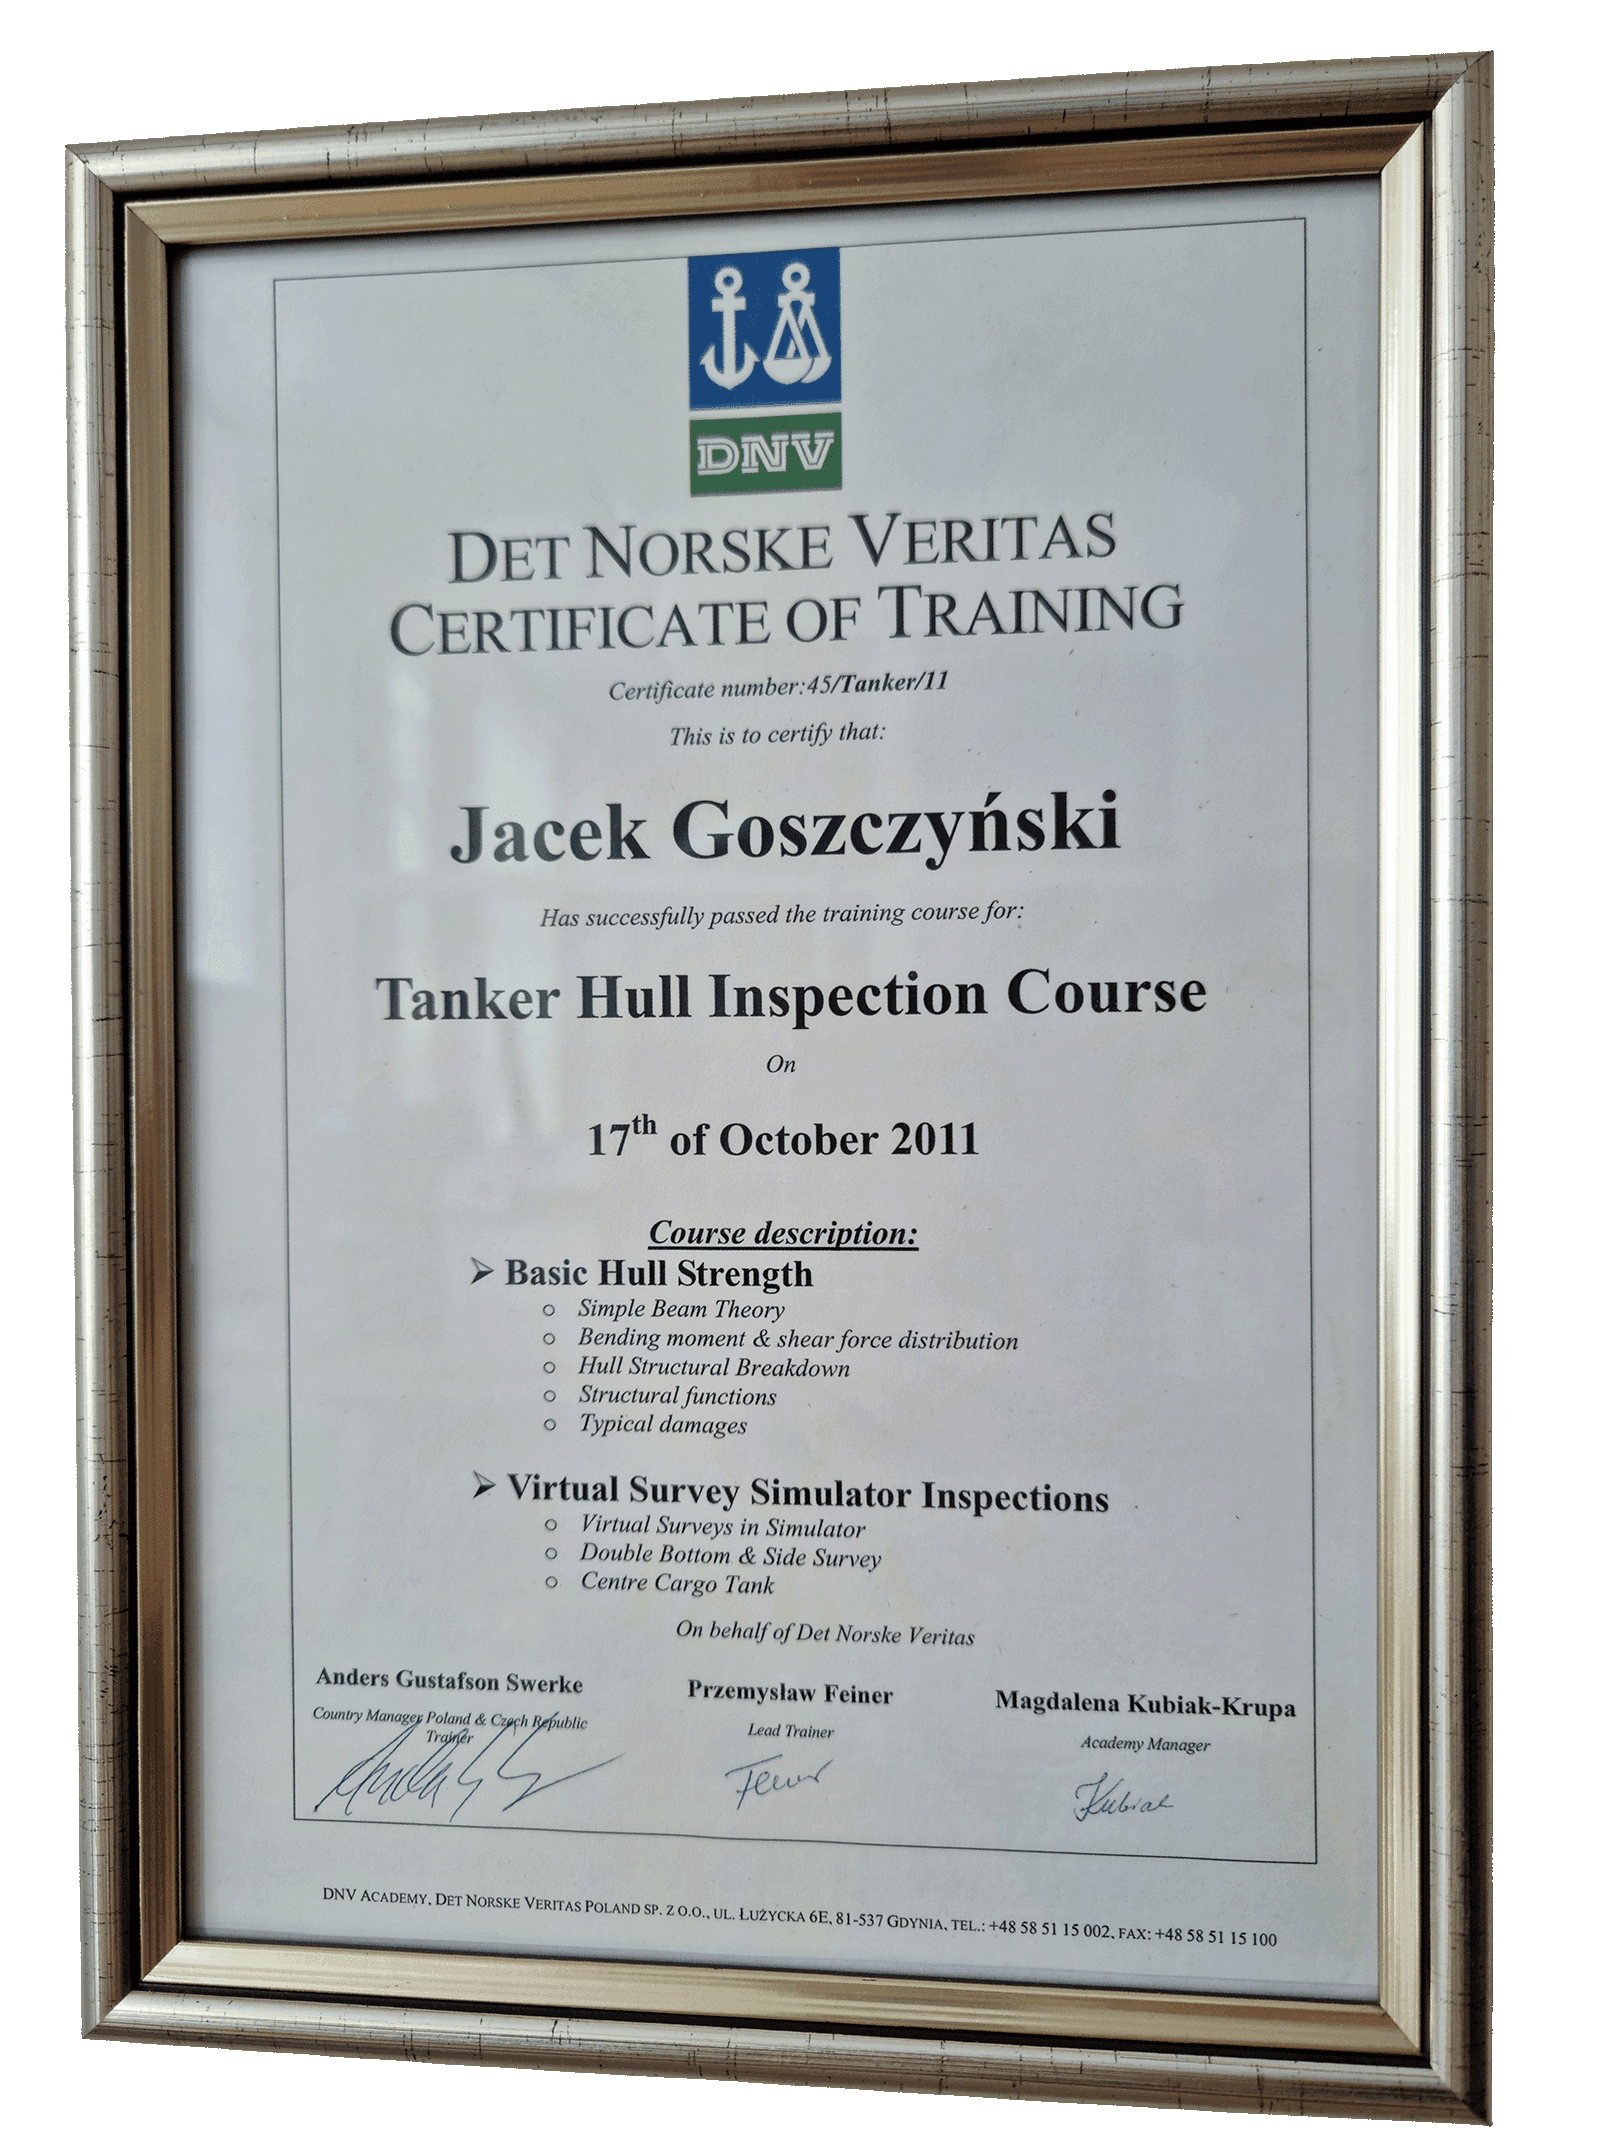 DNV
DET NORSKE VERITAS
CERTIFICATE OF TRAINING
Certificate number:45/Tanker/11
This is to certify that:
Jacek Goszczyński
Has successfully passed the training course for:
Tanker Hull Inspection Course
On
17th of October 2011
Course description:
➢ Basic Hull Strength
o Simple Beam Theory
o Bending moment & shear force distribution
o Hull Structural Breakdown
o Structural functions
o Typical damages
➢ Virtual Survey Simulator Inspections
o Virtual Surveys in Simulator
o Double Bottom & Side Survey
o Centre Cargo Tank
On behalf of Det Norske Veritas
Anders Gustafson Swerke
Country Manager Poland & Czech Republic
Trainer
Przemysław Feiner
Lead Trainer
Feiner
Magdalena Kubiak-Krupa
Academy Manager
Kubiak
DNV ACADEMY, DET NORSKE VERITAS POLAND SP. Z O.O., UL. ŁUŻYCKA 6E, 81-537 GDYNIA, TEL.: +48 58 51 15 002, FAX: +48 58 51 15 100